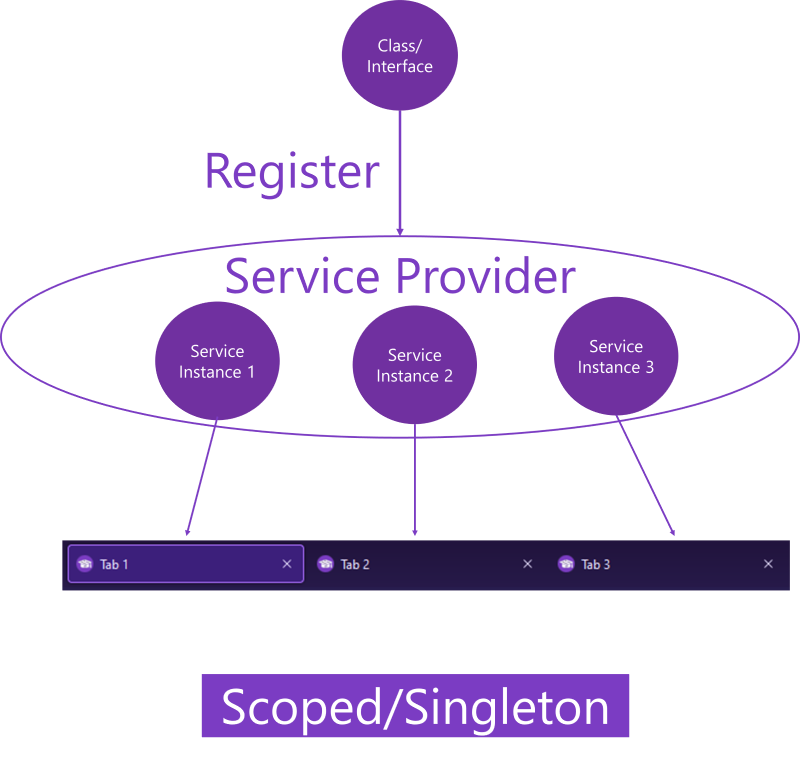 Class/
Interface
Register
Service Provider
Service
Instance 1
Service
Instance 2
Service
Instance 3
Tab 1
Tab 2
Tab 3
Scoped/Singleton